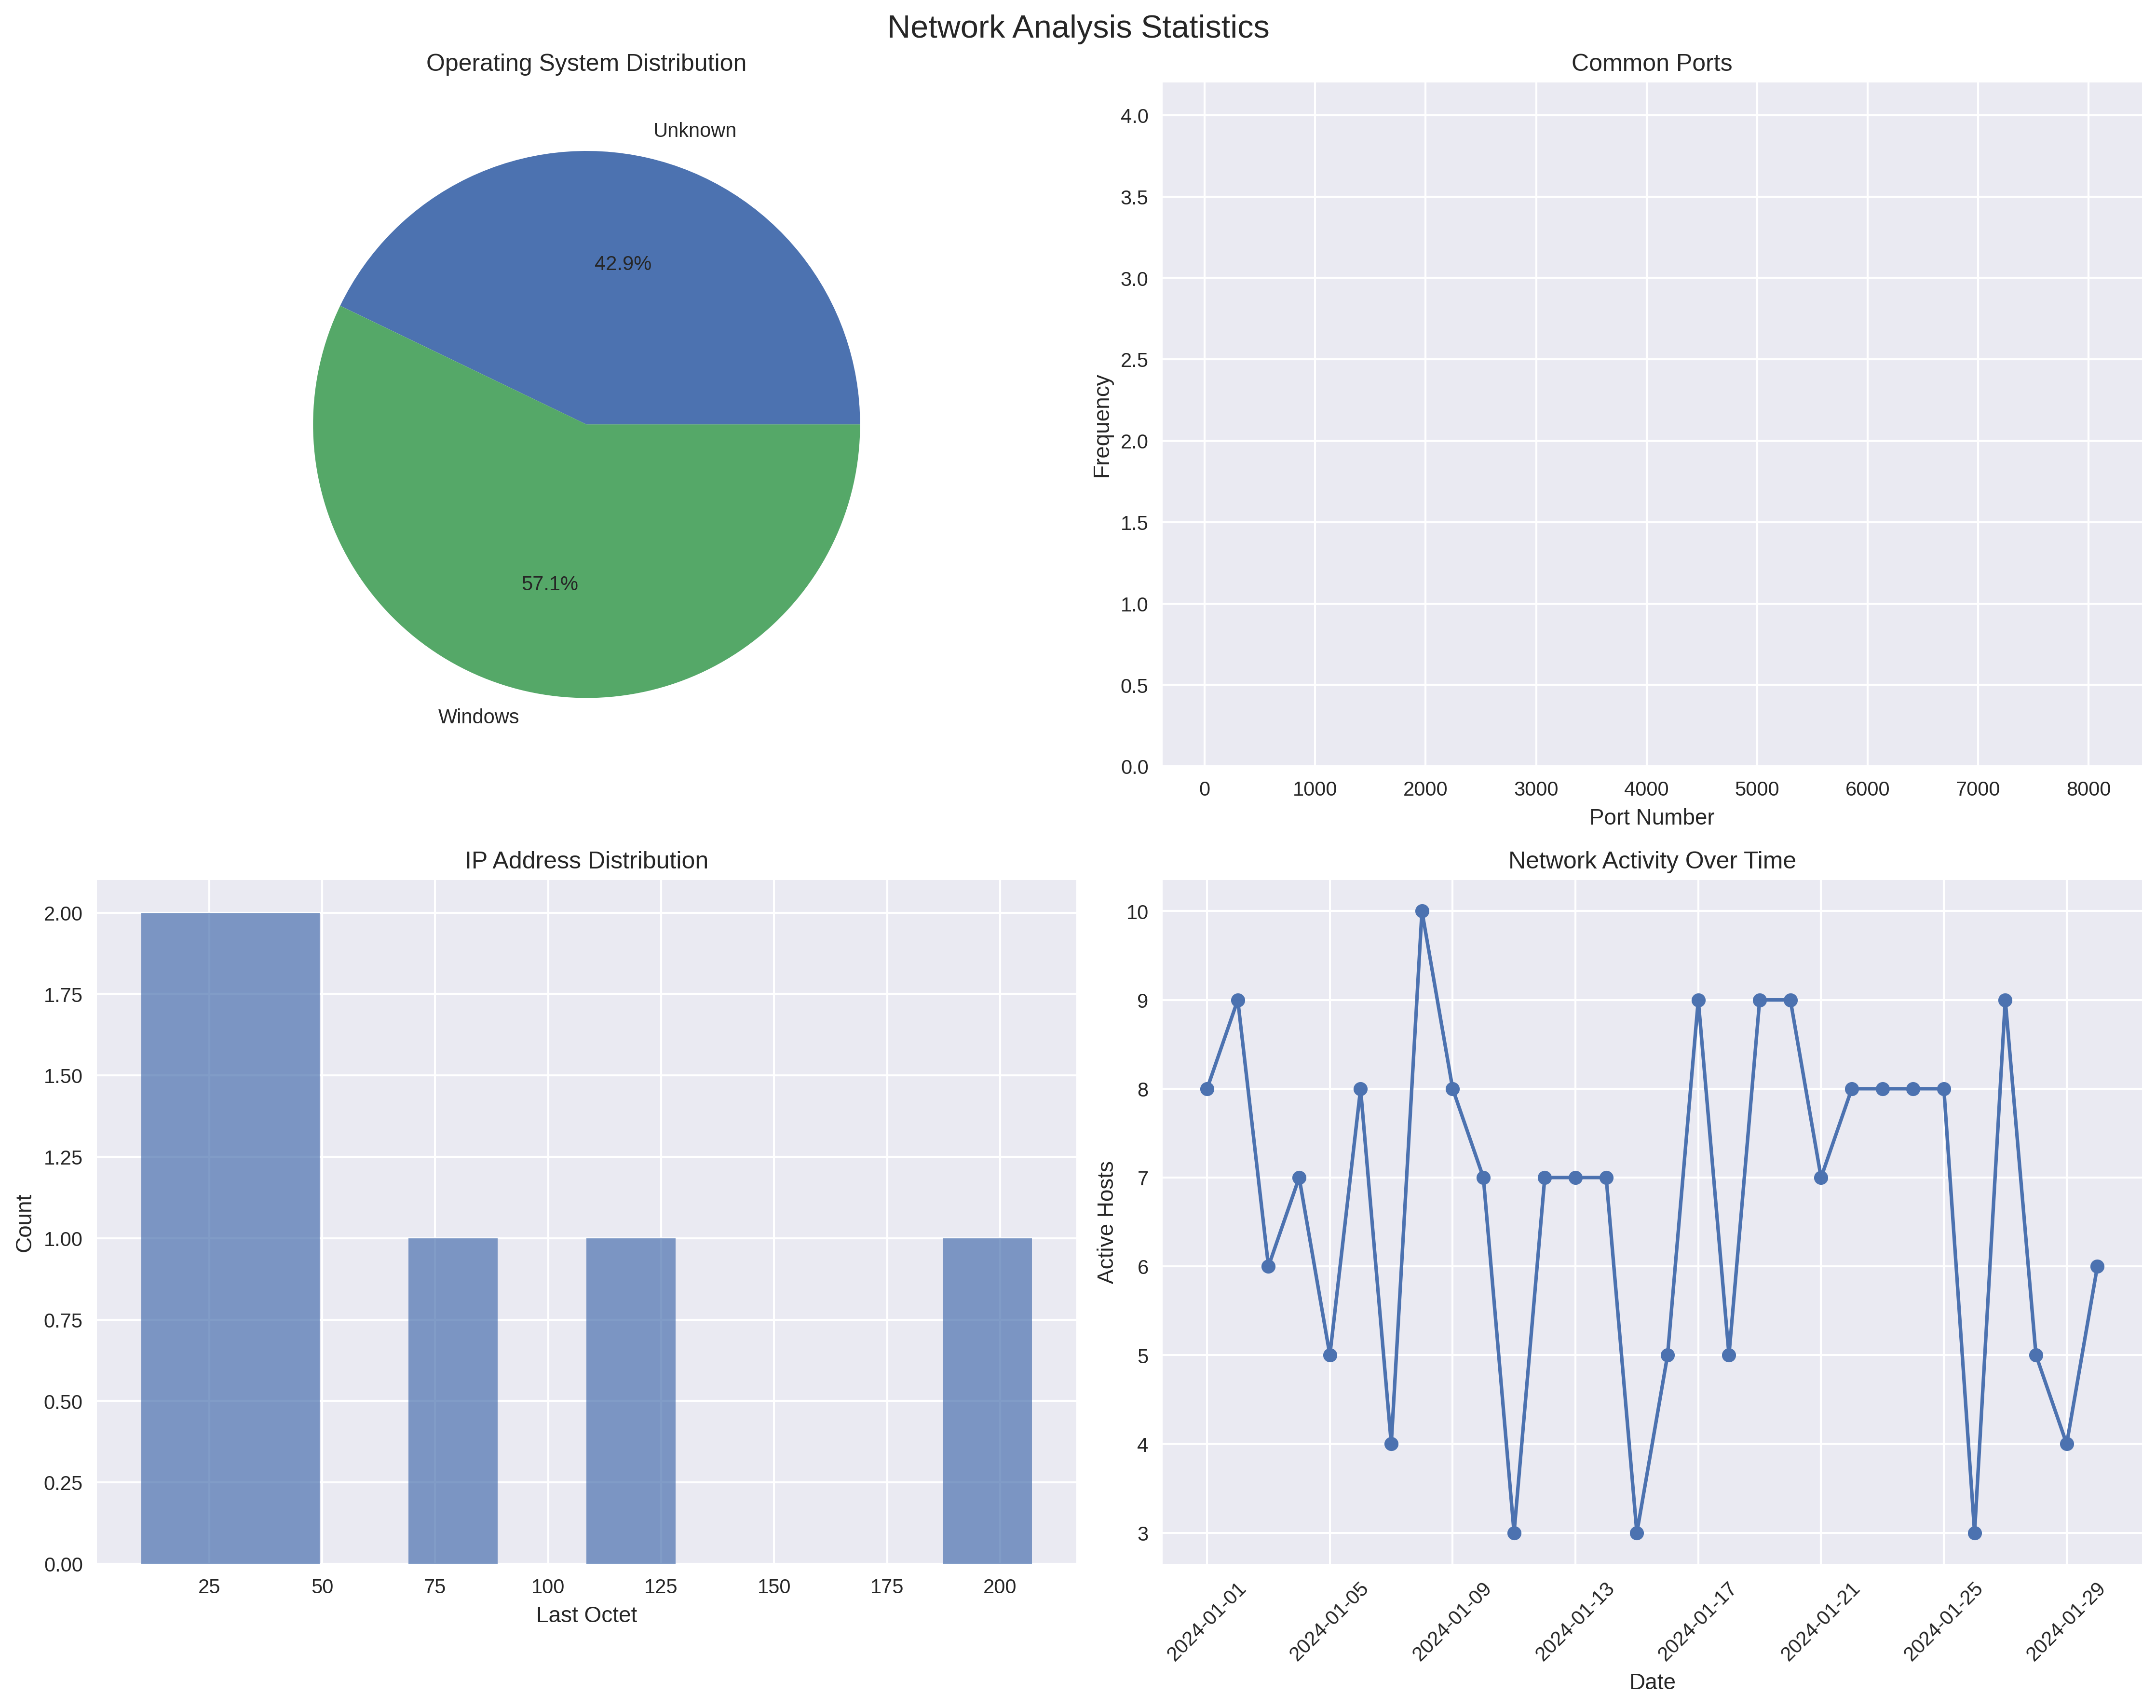 Network Analysis Statistics
Operating System Distribution
Unknown
42.9%
57.1%
Windows
Common Ports
4.0
3.5
3.0
2.5
2.0
1.5
1.0
0.5
0.0
Frequency
0 1000 2000 3000 4000 5000 6000 7000 8000
Port Number
IP Address Distribution
2.00
1.75
1.50
1.25
1.00
0.75
0.50
0.25
0.00
Count
25 50 75 100 125 150 175 200
Last Octet
Network Activity Over Time
10
9
8
7
6
5
4
3
Active Hosts
2024-01-01 2024-01-05 2024-01-09 2024-01-13 2024-01-17 2024-01-21 2024-01-25 2024-01-29
Date